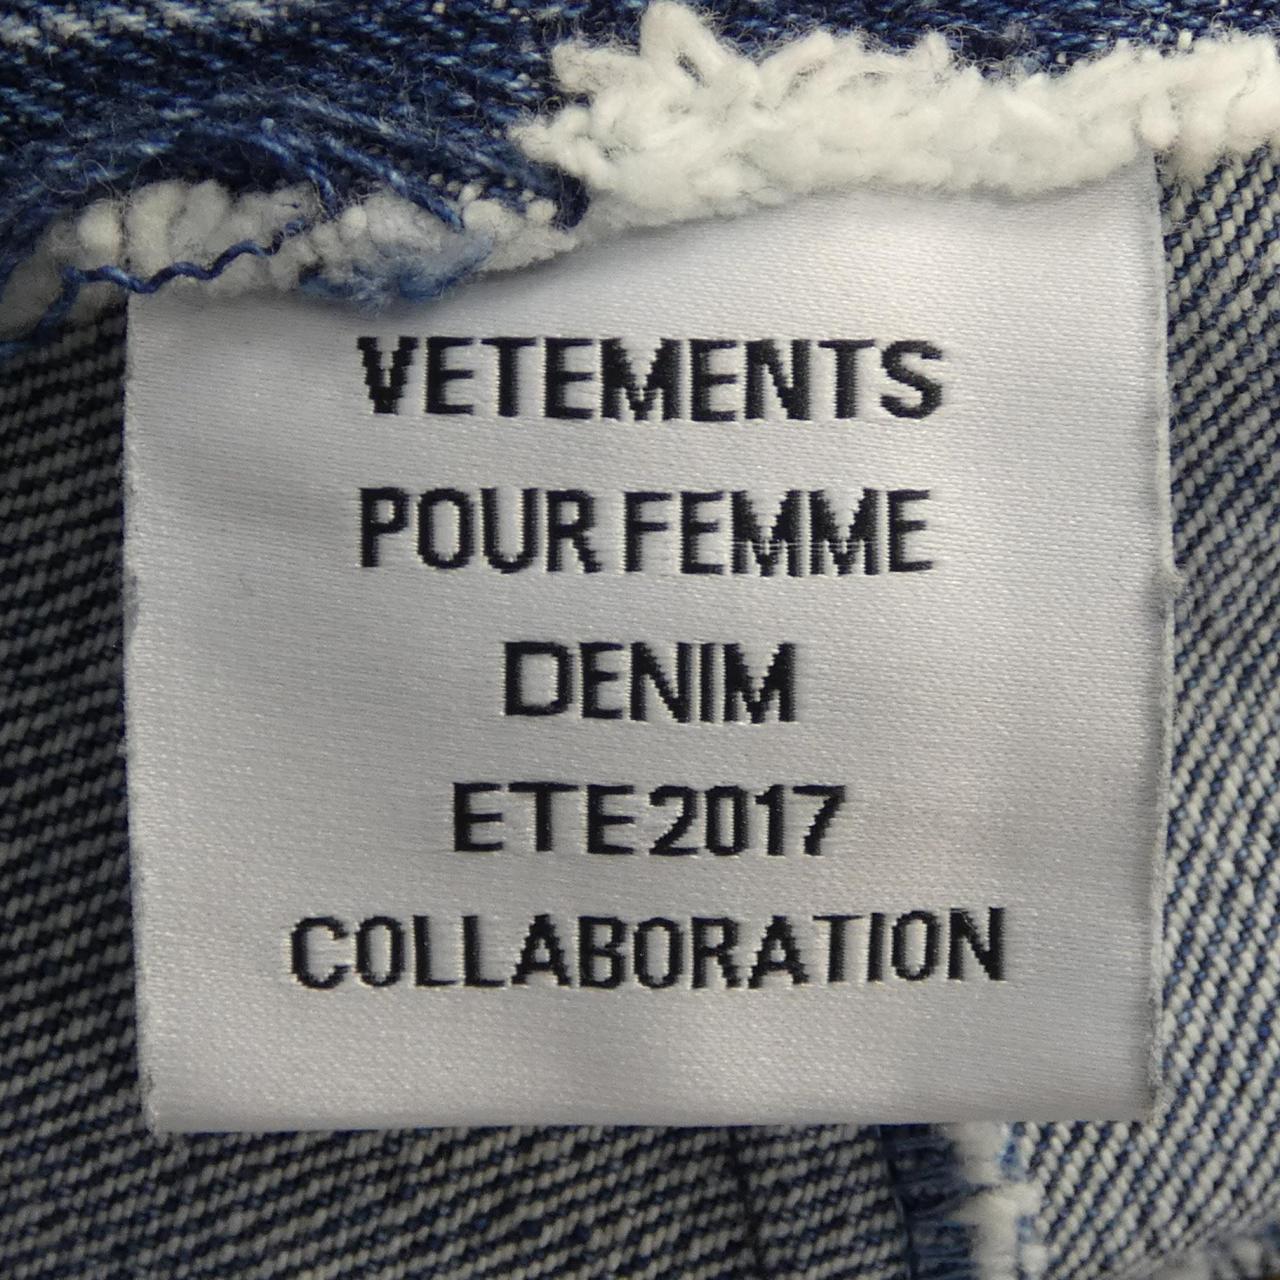 VETEMENTS
POUR FEMME
DENIM
ETE2017
COLLABORATION